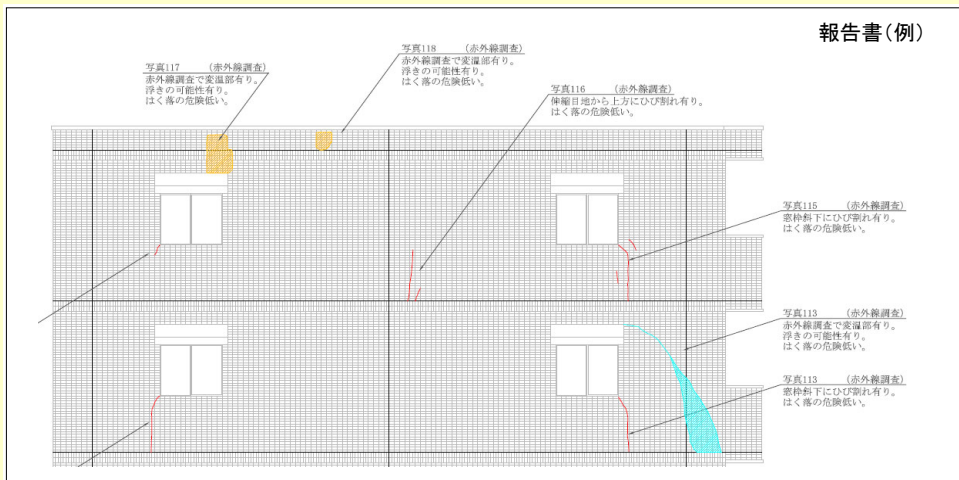 報告書(例)
写真118　(赤外線調査)
赤外線調査で変温部有り。
浮きの可能性有り。
はく落の危険低い。
写真117　(赤外線調査)
赤外線調査で変温部有り。
浮きの可能性有り。
はく落の危険低い。
写真116　(赤外線調査)
伸縮目地から上方にひび割れ有り。
はく落の危険低い。
写真115　(赤外線調査)
窓枠斜下にひび割れ有り。
はく落の危険低い。
写真113　(赤外線調査)
赤外線調査で変温部有り。
浮きの可能性有り。
はく落の危険低い。
写真113　(赤外線調査)
窓枠斜下にひび割れ有り。
はく落の危険低い。